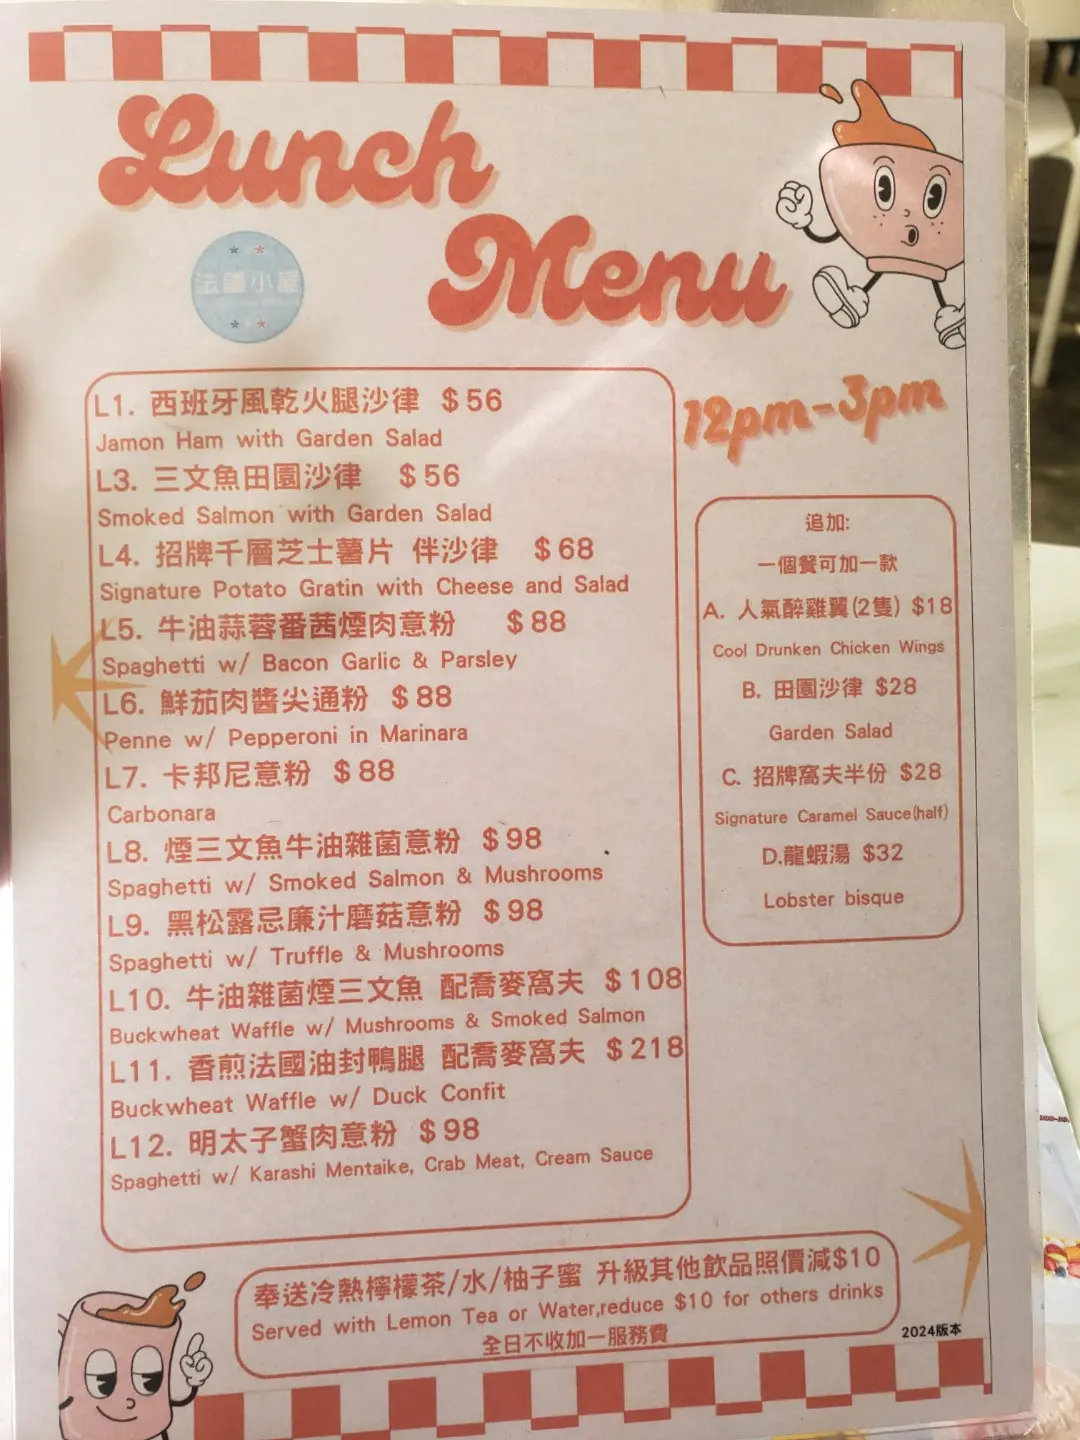 Lunch
Menu
法國小屋
12pm-3pm
L1. 西班牙風乾火腿沙律 $56
Jamon Ham with Garden Salad
L3. 三文魚田園沙律 $56
Smoked Salmon with Garden Salad
L4. 招牌千層芝士薯片 伴沙律 $68
Signature Potato Gratin with Cheese and Salad
L5. 牛油蒜蓉番茜煙肉意粉 $88
Spaghetti w/ Bacon Garlic & Parsley
L6. 鮮茄肉醬尖通粉 $88
Penne w/ Pepperoni in Marinara
L7. 卡邦尼意粉 $88
Carbonara
L8. 煙三文魚牛油雜菌意粉 $98
Spaghetti w/ Smoked Salmon & Mushrooms
L9. 黑松露忌廉汁磨菇意粉 $98
Spaghetti w/ Truffle & Mushrooms
L10. 牛油雜菌煙三文魚 配喬麥窩夫 $108
Buckwheat Waffle w/ Mushrooms & Smoked Salmon
L11. 香煎法國油封鴨腿 配喬麥窩夫 $218
Buckwheat Waffle w/ Duck Confit
L12. 明太子蟹肉意粉 $98
Spaghetti w/ Karashi Mentaike, Crab Meat, Cream Sauce
追加:
一個餐可加一款
A. 人氣醉雞翼(2隻) $18
Cool Drunken Chicken Wings
B. 田園沙律 $28
Garden Salad
C. 招牌窩夫半份 $28
Signature Caramel Sauce(half)
D.龍蝦湯 $32
Lobster bisque
奉送冷熱檸檬茶/水/柚子蜜 升級其他飲品照價減$10
Served with Lemon Tea or Water,reduce $10 for others drinks
全日不收加一服務費
2024版本